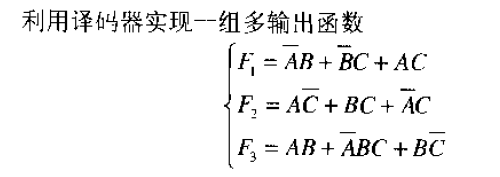 利用译码器实现一组多输出函数
F₁ = A̅B + B̅C + AC
F₂ = AC̅ + BC + A̅C
F₃ = AB + A̅BC + BC̅